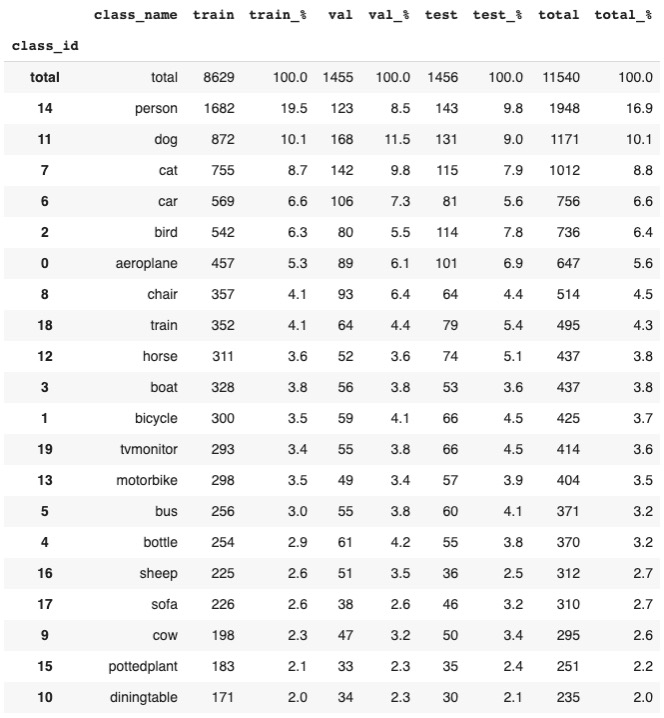 class_name train train_% val val_% test test_% total total_%
class_id
total total 8629 100.0 1455 100.0 1456 100.0 11540 100.0
14 person 1682 19.5 123 8.5 143 9.8 1948 16.9
11 dog 872 10.1 168 11.5 131 9.0 1171 10.1
7 cat 755 8.7 142 9.8 115 7.9 1012 8.8
6 car 569 6.6 106 7.3 81 5.6 756 6.6
2 bird 542 6.3 80 5.5 114 7.8 736 6.4
0 aeroplane 457 5.3 89 6.1 101 6.9 647 5.6
8 chair 357 4.1 93 6.4 64 4.4 514 4.5
18 train 352 4.1 64 4.4 79 5.4 495 4.3
12 horse 311 3.6 52 3.6 74 5.1 437 3.8
3 boat 328 3.8 56 3.8 53 3.6 437 3.8
1 bicycle 300 3.5 59 4.1 66 4.5 425 3.7
19 tvmonitor 293 3.4 55 3.8 66 4.5 414 3.6
13 motorbike 298 3.5 49 3.4 57 3.9 404 3.5
5 bus 256 3.0 55 3.8 60 4.1 371 3.2
4 bottle 254 2.9 61 4.2 55 3.8 370 3.2
16 sheep 225 2.6 51 3.5 36 2.5 312 2.7
17 sofa 226 2.6 38 2.6 46 3.2 310 2.7
9 cow 198 2.3 47 3.2 50 3.4 295 2.6
15 pottedplant 183 2.1 33 2.3 35 2.4 251 2.2
10 diningtable 171 2.0 34 2.3 30 2.1 235 2.0